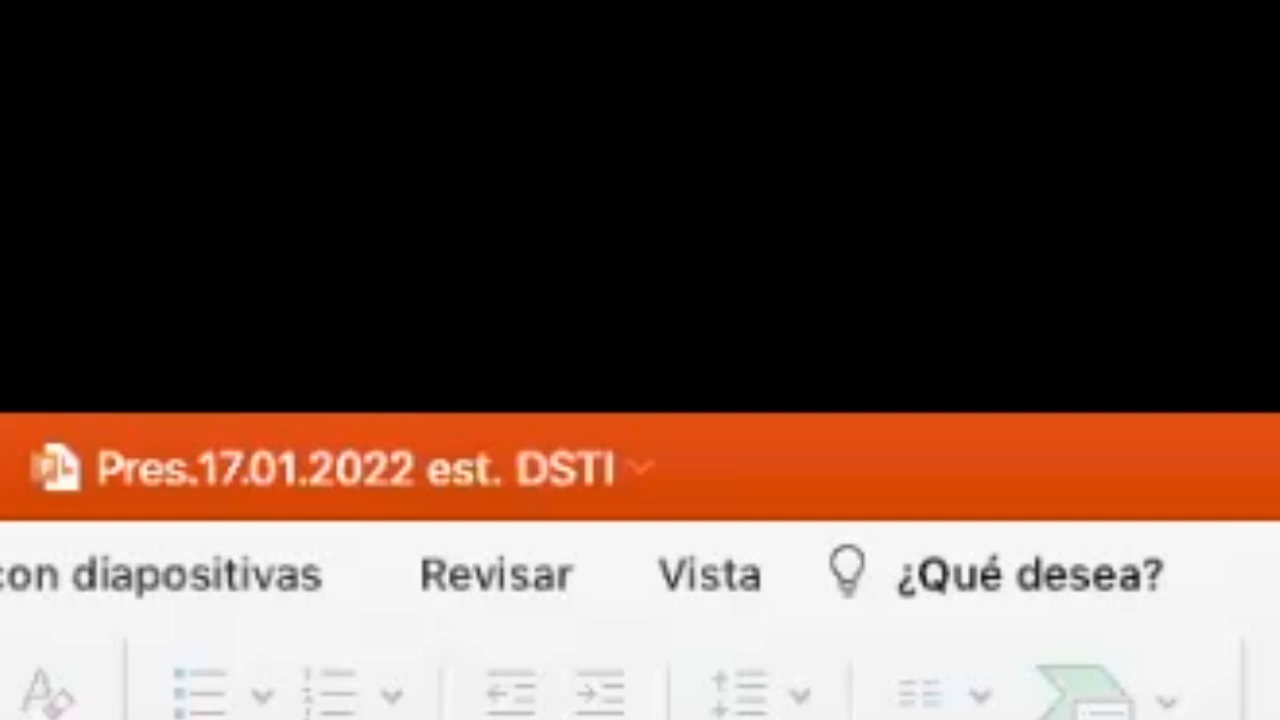 Pres.17.01.2022 est. DSTI
con diapositivas Revisar Vista ¿Qué desea?